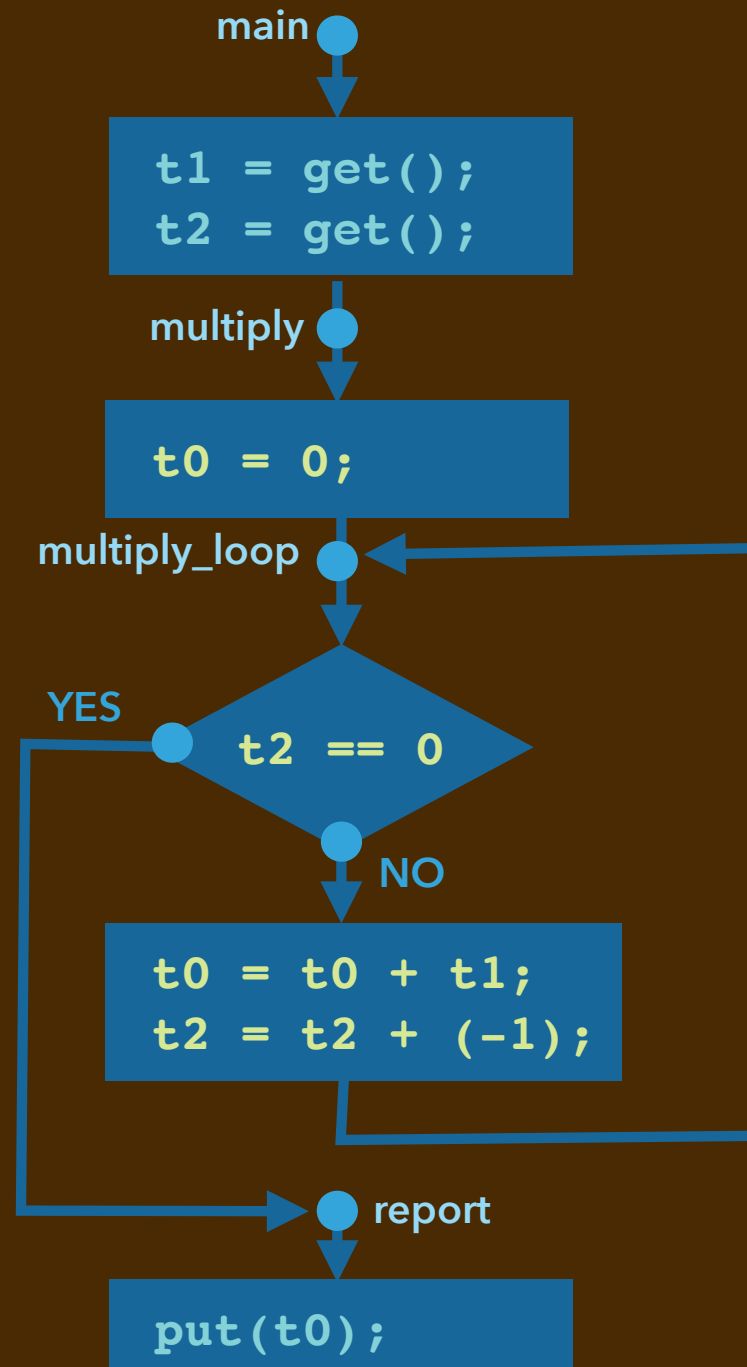 main
t1 = get();
t2 = get();
multiply
t0 = 0;
multiply_loop
YES
t2 == 0
NO
t0 = t0 + t1;
t2 = t2 + (-1);
report
put(t0);